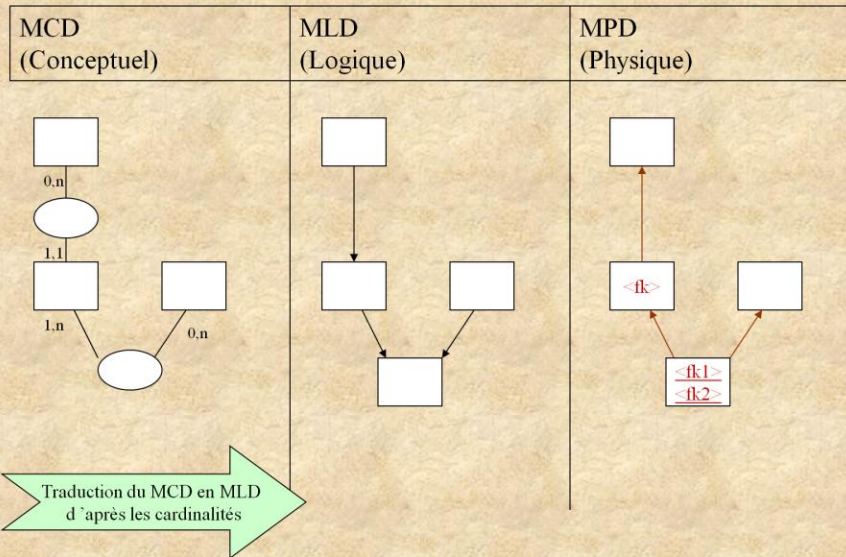 MCD
(Conceptuel)
MLD
(Logique)
MPD
(Physique)
0,n
1,1
1,n
0,n
<fk>
<fk1>
<fk2>
Traduction du MCD en MLD
d ’après les cardinalités